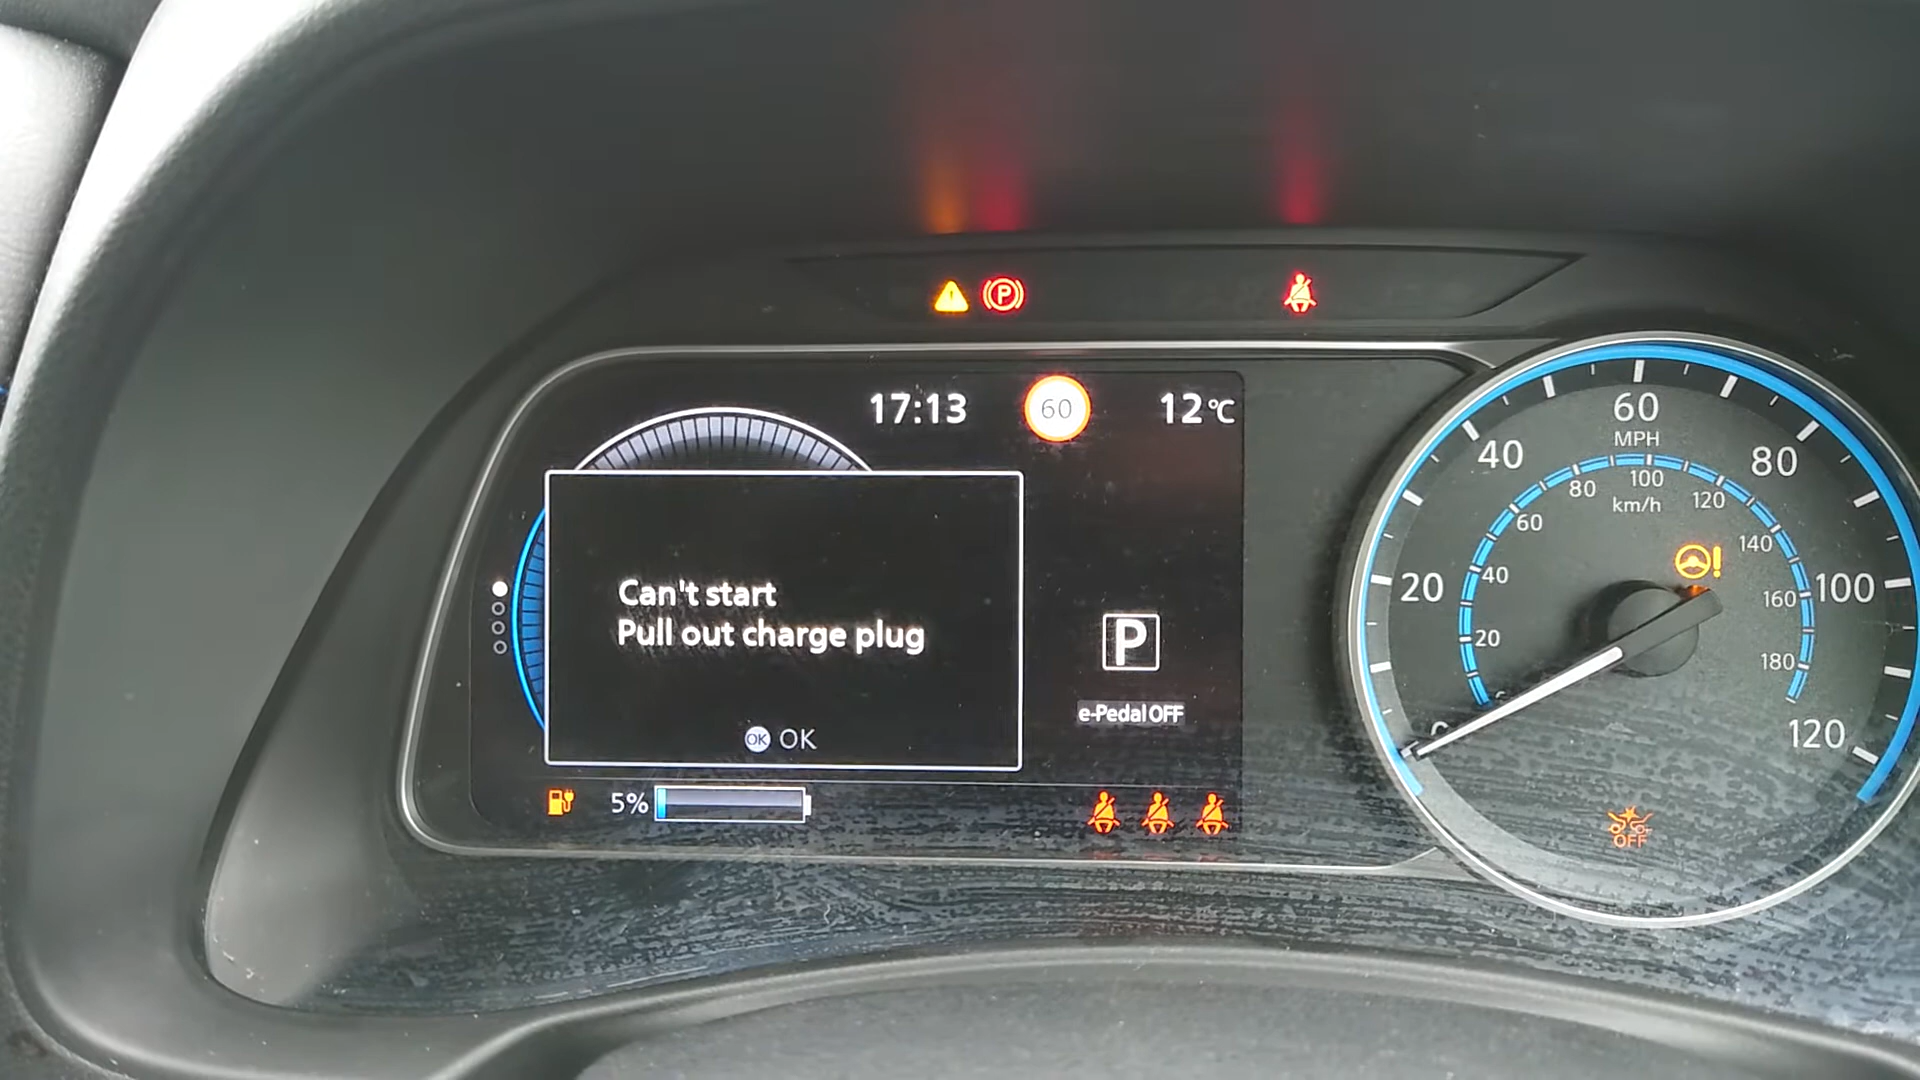 17:13 60 12°C
Can't start
Pull out charge plug
OK OK
P
e-Pedal OFF
5%
P
0 20 40 60 80 100 120
MPH
20 40 60 80 100 120 140 160 180
km/h
OFF